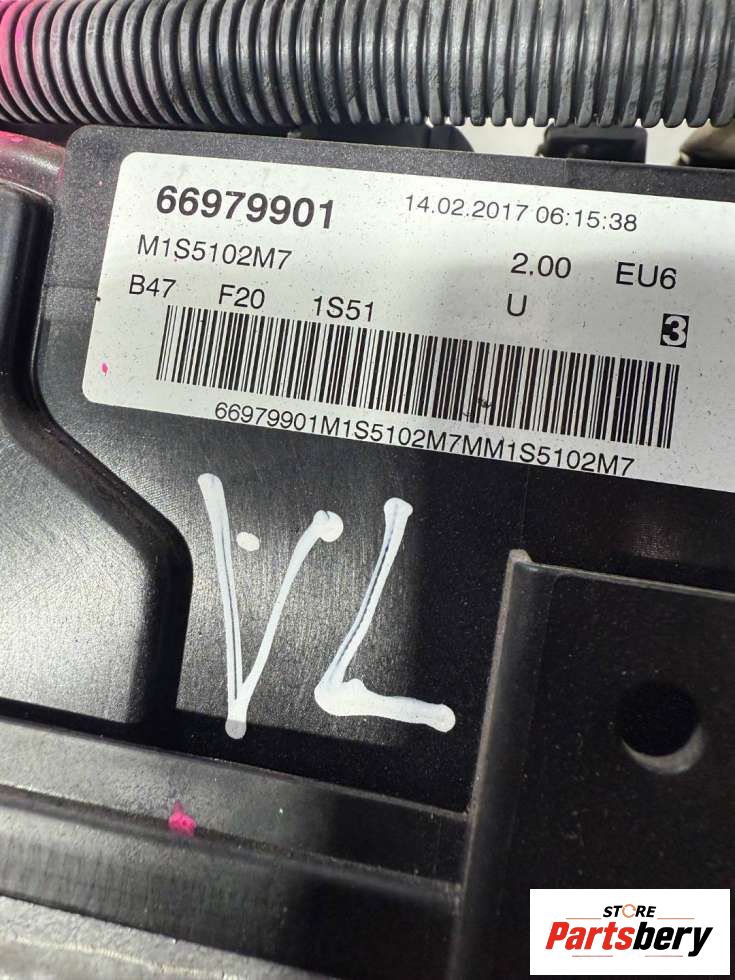 66979901 14.02.2017 06:15:38
M1S5102M7 2,00 EU6
B47 F20 1S51 U 3
66979901M1S5102M7MM1S5102M7
VL
STORE
Partsbery